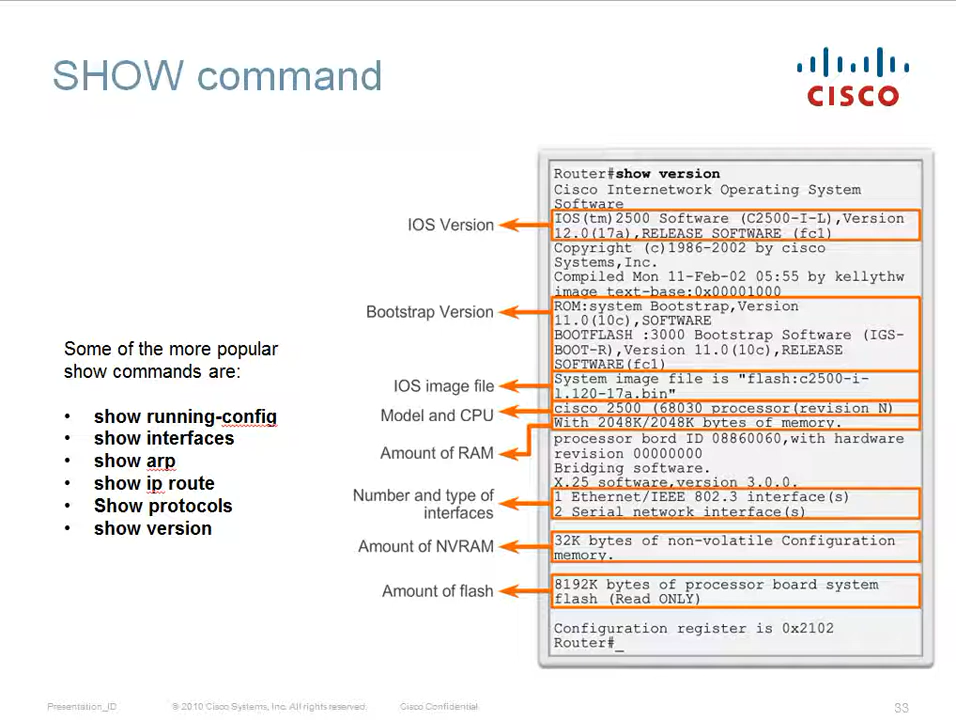 SHOW command
CISCO
Some of the more popular
show commands are:
• show running-config
• show interfaces
• show arp
• show ip route
• Show protocols
• show version
IOS Version
Bootstrap Version
IOS image file
Model and CPU
Amount of RAM
Number and type of
interfaces
Amount of NVRAM
Amount of flash
Router#show version
Cisco Internetwork Operating System
Software
IOS(tm)2500 Software (C2500-I-L),Version
12.0(17a),RELEASE SOFTWARE (fc1)
Copyright (c)1986-2002 by cisco
Systems,Inc.
Compiled Mon 11-Feb-02 05:55 by kellythw
image text-base:0x00001000
ROM:system Bootstrap,Version
11.0(10c),SOFTWARE
BOOTFLASH :3000 Bootstrap Software (IGS-
BOOT-R),Version 11.0(10c),RELEASE
SOFTWARE(fc1)
System image file is "flash:c2500-i-
l.120-17a.bin"
cisco 2500 (68030 processor(revision N)
With 2048K/2048K bytes of memory.
processor bord ID 08860060,with hardware
revision 00000000
Bridging software.
X.25 software,version 3.0.0.
1 Ethernet/IEEE 802.3 interface(s)
2 Serial network interface(s)
32K bytes of non-volatile Configuration
memory.
8192K bytes of processor board system
flash (Read ONLY)
Configuration register is 0x2102
Router#_
Presentation_ID
© 2010 Cisco Systems, Inc. All rights reserved.
Cisco Confidential
33